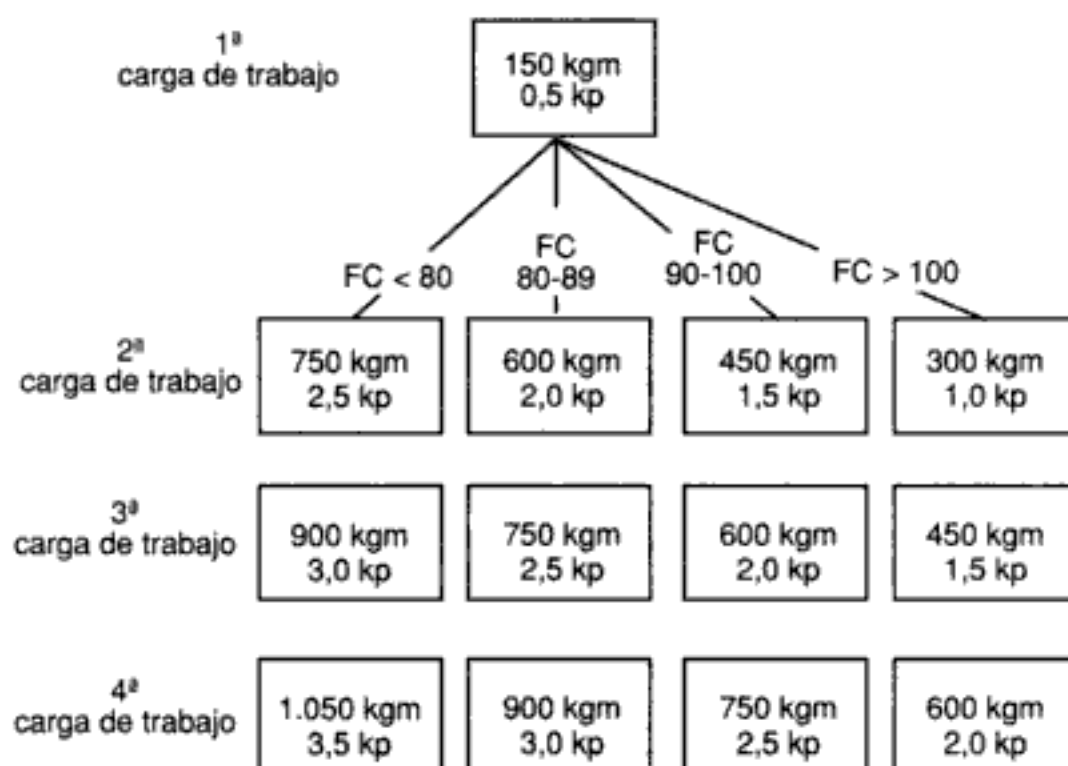 1ª
carga de trabajo
150 kgm
0,5 kp
FC < 80
FC
80-89
FC
90-100
FC > 100
2ª
carga de trabajo
750 kgm
2,5 kp
600 kgm
2,0 kp
450 kgm
1,5 kp
300 kgm
1,0 kp
3ª
carga de trabajo
900 kgm
3,0 kp
750 kgm
2,5 kp
600 kgm
2,0 kp
450 kgm
1,5 kp
4ª
carga de trabajo
1.050 kgm
3,5 kp
900 kgm
3,0 kp
750 kgm
2,5 kp
600 kgm
2,0 kp